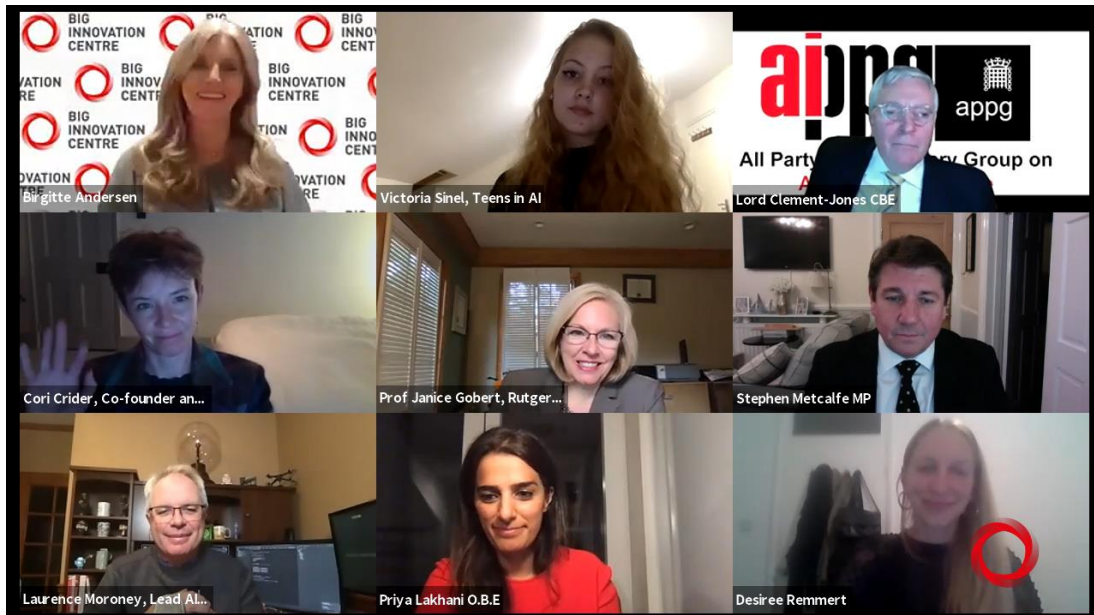 BIG
INNOVATION
CENTRE
BIG
INNOVATION
CENTRE
BIG
INNOVATION
CENTRE
BIG
INNOVATION
CENTRE
Birgitte Andersen
Victoria Sinel, Teens in AI
appg
All Party
Group on
Lord Clement-Jones CBE
Cori Crider, Co-founder an...
Prof Janice Gobert, Rutger...
Stephen Metcalfe MP
Laurence Moroney, Lead AI...
Priya Lakhani O.B.E
Desiree Remmert